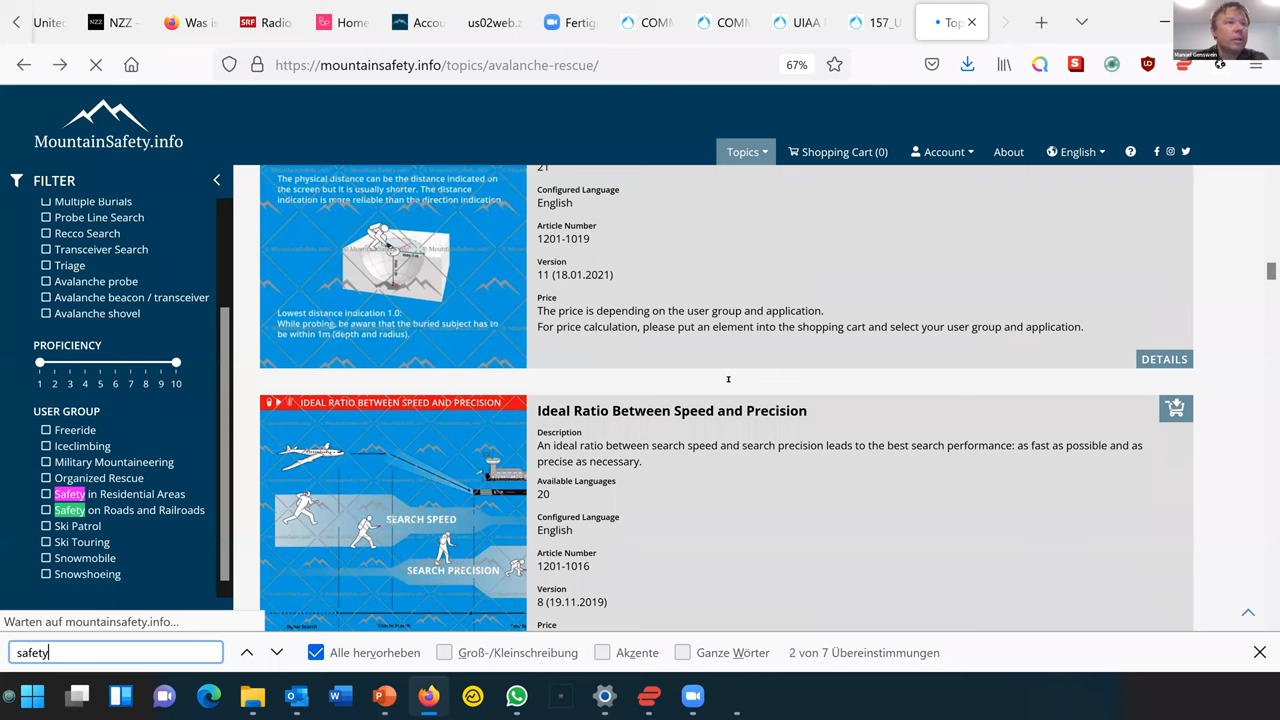 United
NZZ –
Was is
SRF Radio
Home
Accou
us02web.z
Fertig
COMM
COMM
UIAA
157_U
Top
Manuel Genswein
https://mountainsafety.info/topics/avalanche-rescue/
67%
MountainSafety.info
Topics
Shopping Cart (0)
Account
About
English
FILTER
Multiple Burials
Probe Line Search
Recco Search
Transceiver Search
Triage
Avalanche probe
Avalanche beacon / transceiver
Avalanche shovel
PROFICIENCY
1 2 3 4 5 6 7 8 9 10
USER GROUP
Freeride
Iceclimbing
Military Mountaineering
Organized Rescue
Safety in Residential Areas
Safety on Roads and Railroads
Ski Patrol
Ski Touring
Snowmobile
Snowshoeing
The physical distance can be the distance indicated on
the screen but it is usually shorter. The distance
indication is more reliable than the direction indication.
Lowest distance indication 1.0:
While probing, be aware that the buried subject has to
be within 1m (depth and radius).
21
Configured Language
English
Article Number
1201-1019
Version
11 (18.01.2021)
Price
The price is depending on the user group and application.
For price calculation, please put an element into the shopping cart and select your user group and application.
DETAILS
IDEAL RATIO BETWEEN SPEED AND PRECISION
SEARCH SPEED
SEARCH PRECISION
Ideal Ratio Between Speed and Precision
Description
An ideal ratio between search speed and search precision leads to the best search performance: as fast as possible and as
precise as necessary.
Available Languages
20
Configured Language
English
Article Number
1201-1016
Version
8 (19.11.2019)
Price
Warten auf mountainsafety.info...
safety
Alle hervorheben
Groß-/Kleinschreibung
Akzente
Ganze Wörter
2 von 7 Übereinstimmungen